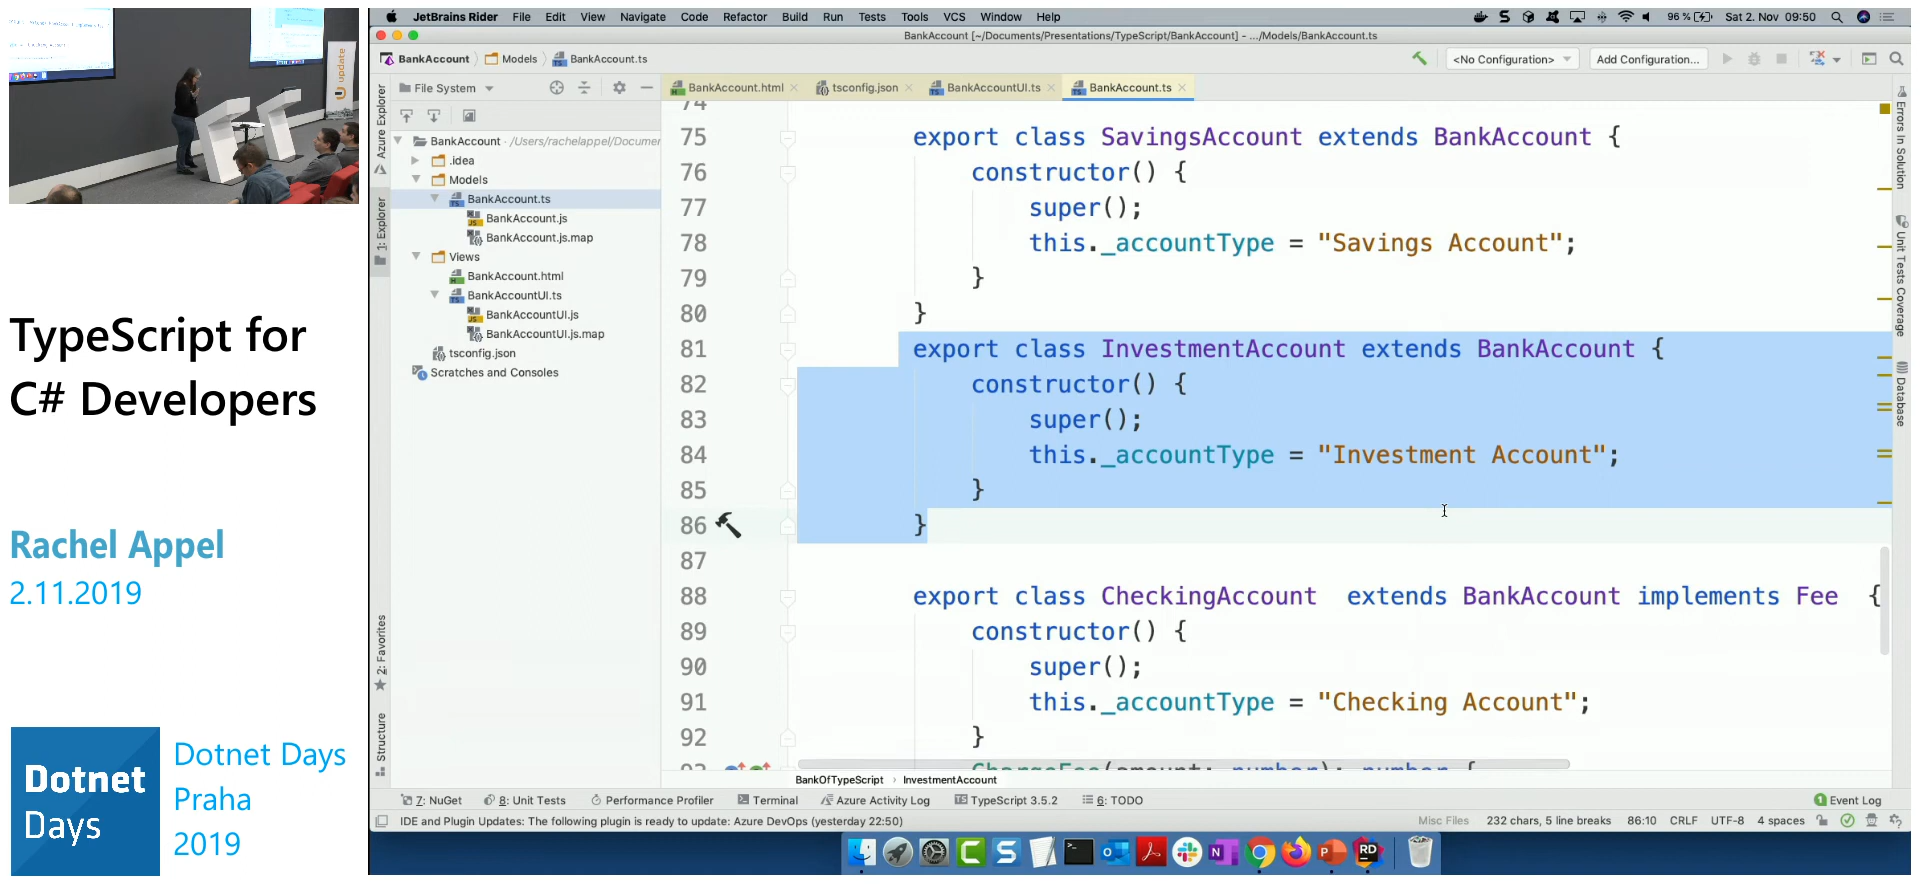 TypeScript for
C# Developers
Rachel Appel
2.11.2019
Dotnet
Days
Dotnet Days
Praha
2019
update
JetBrains Rider File Edit View Navigate Code Refactor Build Run Tests Tools VCS Window Help
96 % Sat 2. Nov 09:50
BankAccount [~/Documents/Presentations/TypeScript/BankAccount] - .../Models/BankAccount.ts
BankAccount Models BankAccount.ts
<No Configuration> Add Configuration...
File System
BankAccount.html tsconfig.json BankAccountUI.ts BankAccount.ts
Azure Explorer
1: Explorer
2: Favorites
Structure
BankAccount · /Users/rachelappel/Documer
.idea
Models
BankAccount.ts
BankAccount.js
BankAccount.js.map
Views
BankAccount.html
BankAccountUI.ts
BankAccountUI.js
BankAccountUI.js.map
tsconfig.json
Scratches and Consoles
74
75 export class SavingsAccount extends BankAccount {
76 constructor() {
77 super();
78 this._accountType = "Savings Account";
79 }
80 }
81 export class InvestmentAccount extends BankAccount {
82 constructor() {
83 super();
84 this._accountType = "Investment Account";
85 }
86 }
87
88 export class CheckingAccount extends BankAccount implements Fee {
89 constructor() {
90 super();
91 this._accountType = "Checking Account";
92 }
93 ChargeFee(amount: number): number {
Errors In Solution
Unit Tests Coverage
Database
BankOfTypeScript › InvestmentAccount
7: NuGet 8: Unit Tests Performance Profiler Terminal Azure Activity Log TypeScript 3.5.2 6: TODO 1 Event Log
IDE and Plugin Updates: The following plugin is ready to update: Azure DevOps (yesterday 22:50) Misc Files 232 chars, 5 line breaks 86:10 CRLF UTF-8 4 spaces